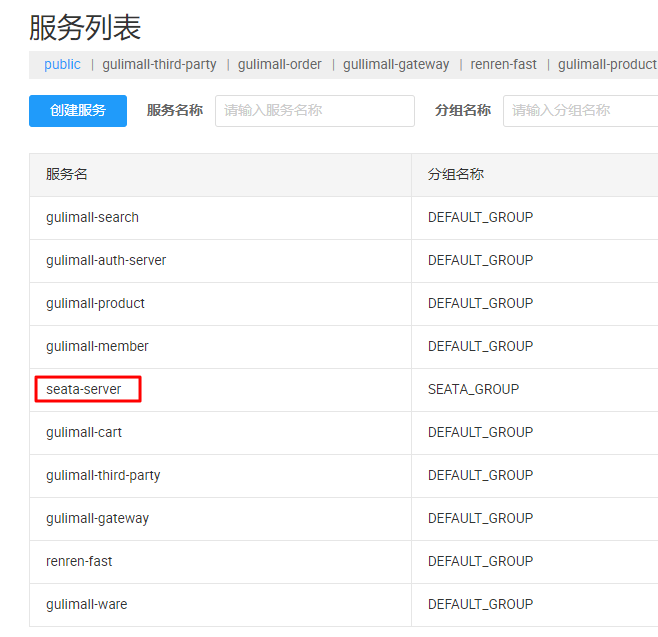 服务列表
public | gulimall-third-party | gulimall-order | gullimall-gateway | renren-fast | gulimall-product
创建服务 服务名称 请输入服务名称 分组名称 请输入分组名称
服务名 分组名称
gulimall-search DEFAULT_GROUP
gulimall-auth-server DEFAULT_GROUP
gulimall-product DEFAULT_GROUP
gulimall-member DEFAULT_GROUP
seata-server SEATA_GROUP
gulimall-cart DEFAULT_GROUP
gulimall-third-party DEFAULT_GROUP
gulimall-gateway DEFAULT_GROUP
renren-fast DEFAULT_GROUP
gulimall-ware DEFAULT_GROUP